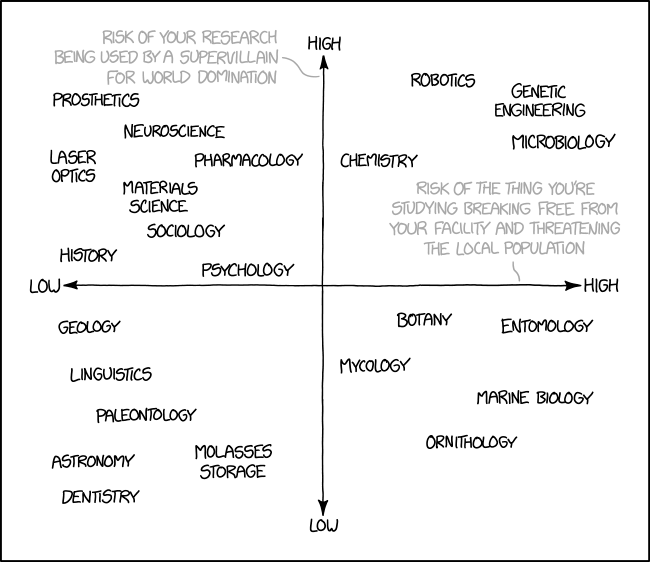 RISK OF YOUR RESEARCH
BEING USED BY A SUPERVILLAIN
FOR WORLD DOMINATION
HIGH
PROSTHETICS
ROBOTICS
GENETIC
ENGINEERING
NEUROSCIENCE
MICROBIOLOGY
LASER
OPTICS
PHARMACOLOGY
CHEMISTRY
MATERIALS
SCIENCE
RISK OF THE THING YOU'RE
STUDYING BREAKING FREE FROM
YOUR FACILITY AND THREATENING
THE LOCAL POPULATION
SOCIOLOGY
HISTORY
PSYCHOLOGY
LOW
HIGH
GEOLOGY
BOTANY
ENTOMOLOGY
LINGUISTICS
MYCOLOGY
MARINE BIOLOGY
PALEONTOLOGY
ORNITHOLOGY
ASTRONOMY
MOLASSES
STORAGE
DENTISTRY
LOW